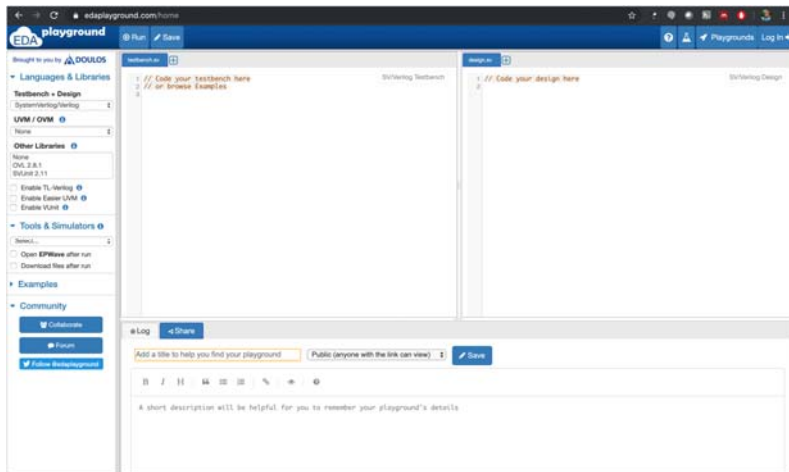 edaplayground.com/home
EDA playground
Run Save
Playgrounds Log In
Brought to you by DOULOS
Languages & Libraries
Testbench + Design
SystemVerilog/Verilog
UVM / OVM
None
Other Libraries
None
OVL 2.8.1
SVUnit 2.11
Enable TL-Verilog
Enable Easier UVM
Enable VUnit
Tools & Simulators
Select...
Open EPWave after run
Download files after run
Examples
Community
Collaborate
Forum
Follow @edaplayground
testbench.sv
SV/Verilog Testbench
1 // Code your testbench here
2 // or browse Examples
3
design.sv
SV/Verilog Design
1 // Code your design here
2
Log Share
Add a title to help you find your playground Public (anyone with the link can view) Save
B I H
A short description will be helpful for you to remember your playground's details